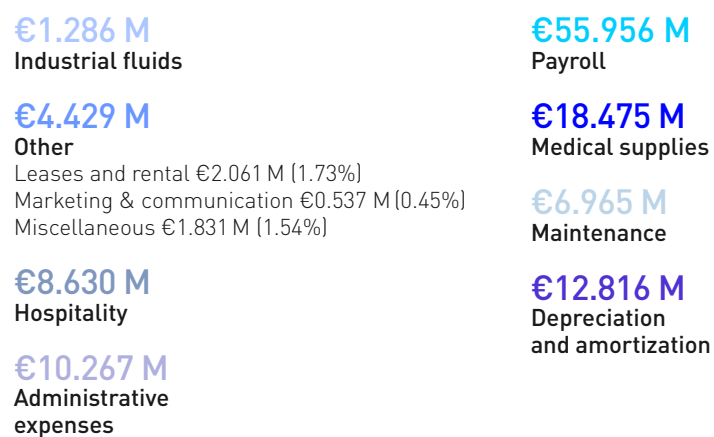 €1.286 M
Industrial fluids
€4.429 M
Other
Leases and rental €2.061 M (1.73%)
Marketing & communication €0.537 M (0.45%)
Miscellaneous €1.831 M (1.54%)
€8.630 M
Hospitality
€10.267 M
Administrative
expenses
€55.956 M
Payroll
€18.475 M
Medical supplies
€6.965 M
Maintenance
€12.816 M
Depreciation
and amortization